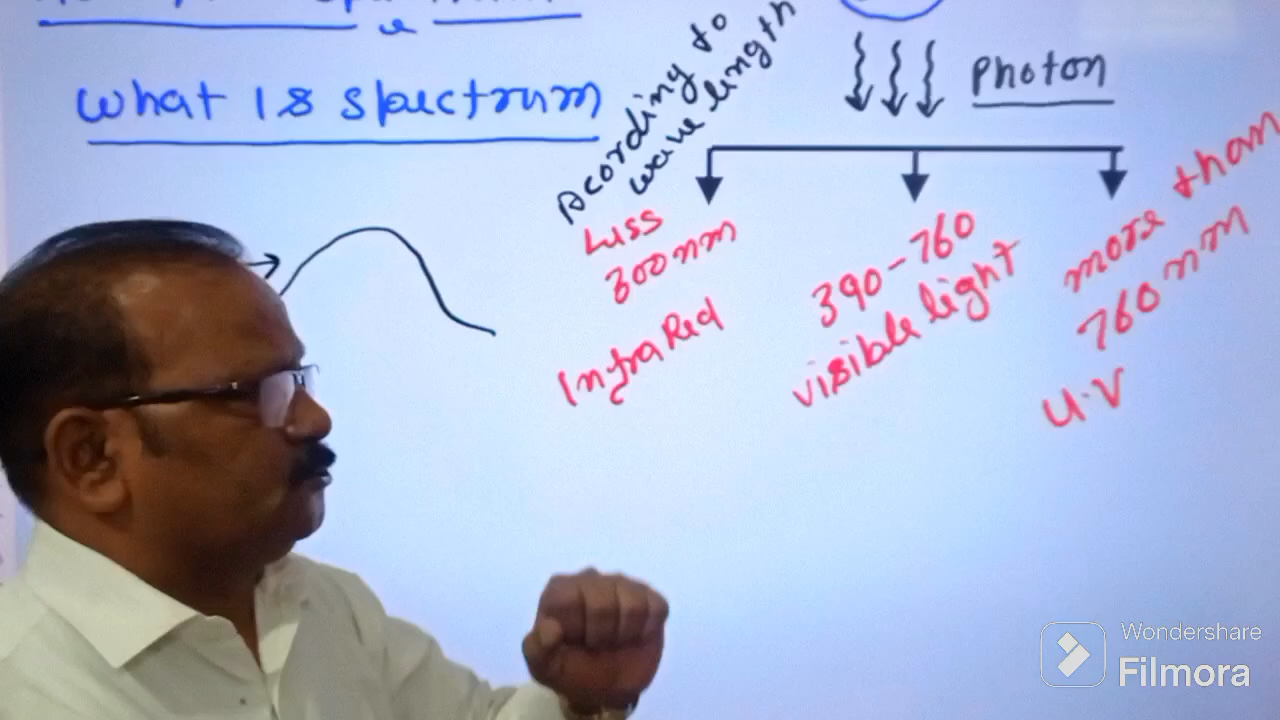 What Is spectrum
Acording to
wave length
Photon
Less
300nm
InfraRed
390-760
visible light
more than
760nm
U.V
Wondershare
Filmora